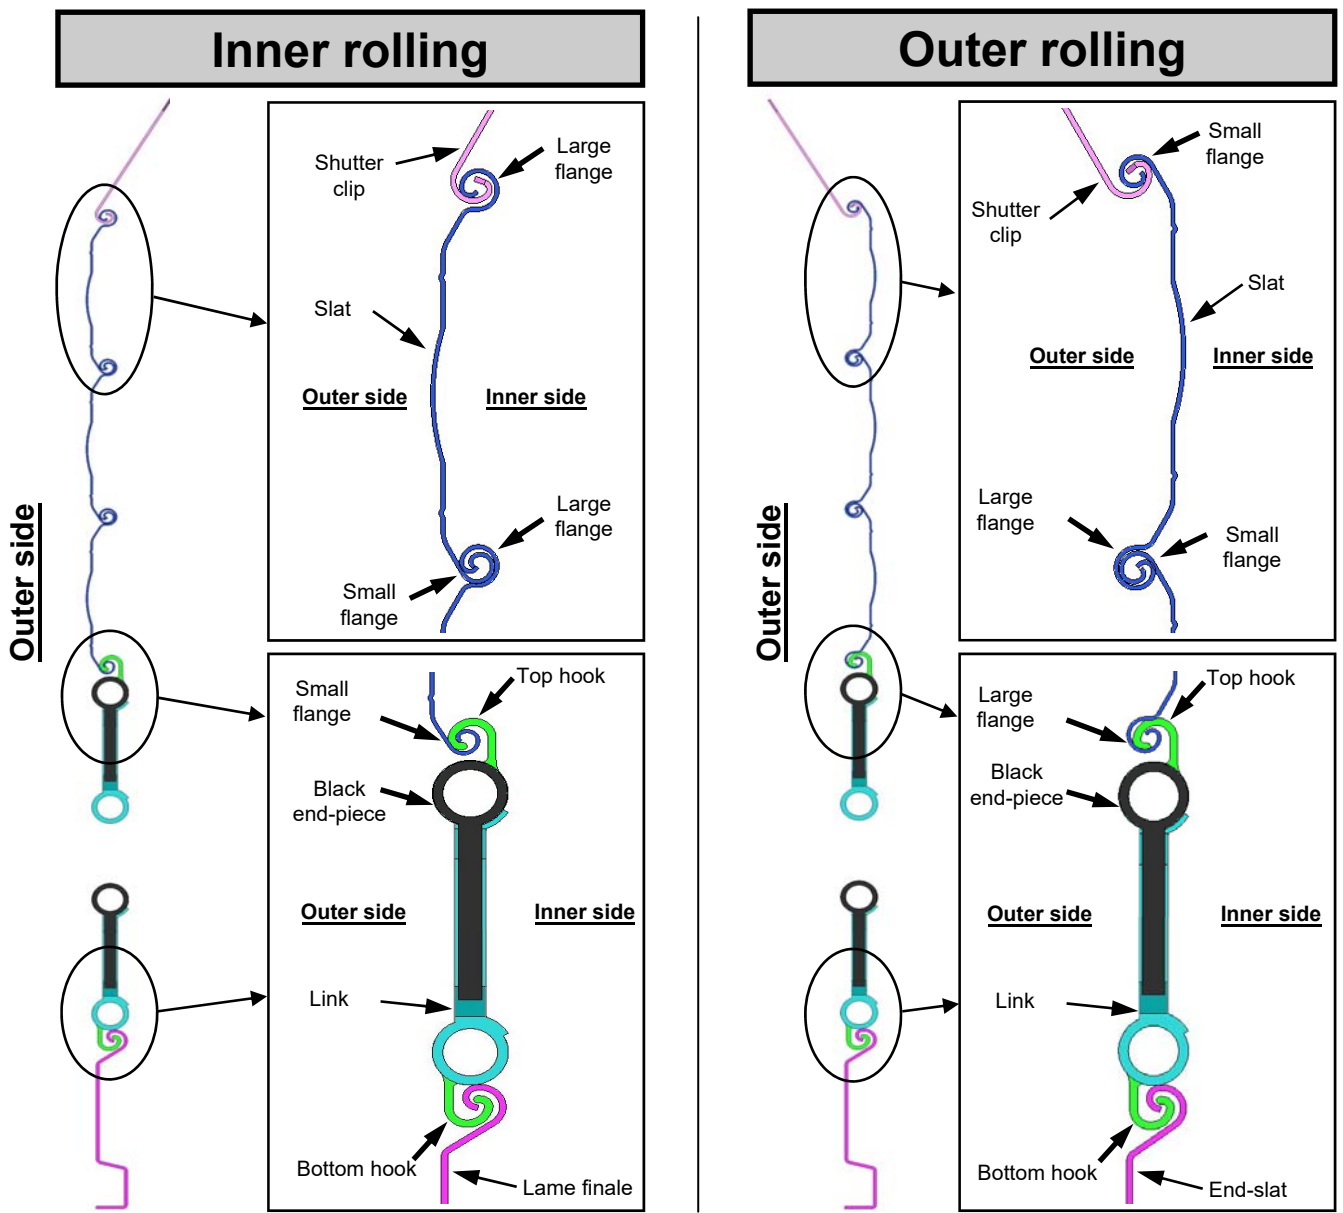 Inner rolling
Outer side
Shutter
clip
Large
flange
Slat
Outer side
Inner side
Large
flange
Small
flange
Small
flange
Top hook
Black
end-piece
Outer side
Inner side
Link
Bottom hook
Lame finale
Outer rolling
Outer side
Small
flange
Shutter
clip
Slat
Outer side
Inner side
Large
flange
Small
flange
Large
flange
Top hook
Black
end-piece
Outer side
Inner side
Link
Bottom hook
End-slat